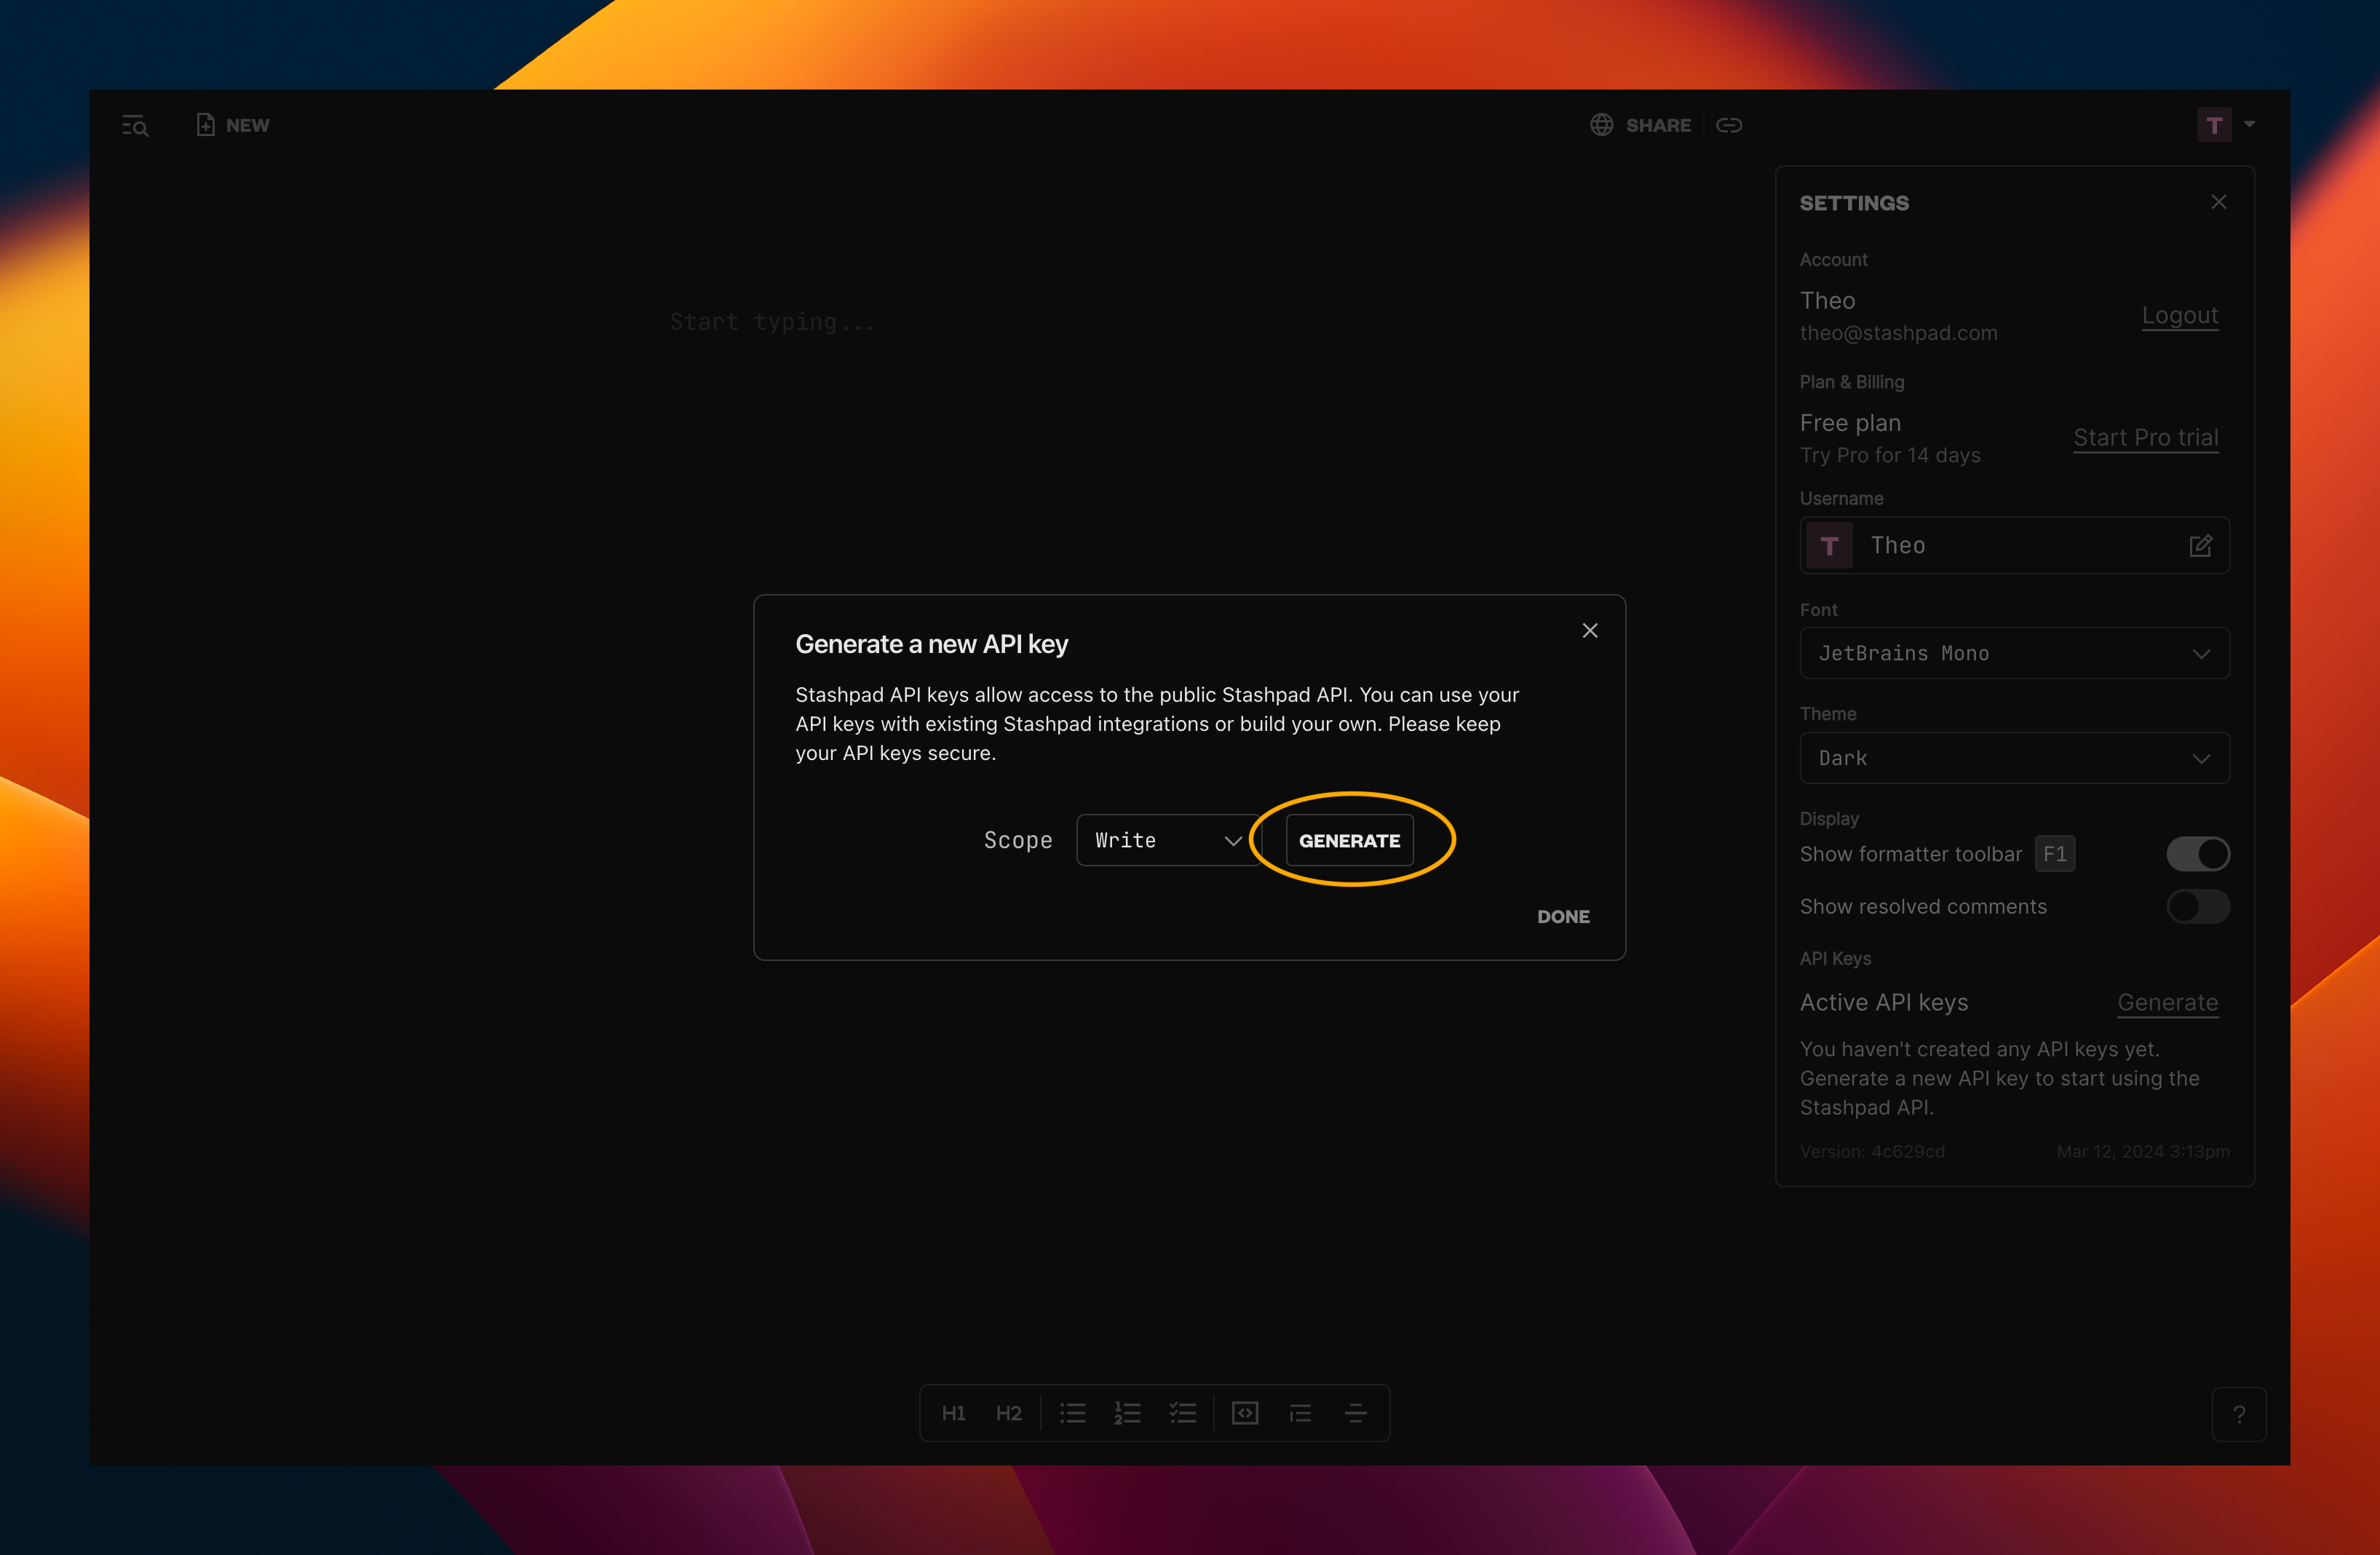 NEW
SHARE
T
SETTINGS
Account
Theo
theo@stashpad.com
Logout
Plan & Billing
Free plan
Try Pro for 14 days
Start Pro trial
Username
T
Theo
Font
JetBrains Mono
Theme
Dark
Display
Show formatter toolbar F1
Show resolved comments
API Keys
Active API keys
Generate
You haven't created any API keys yet.
Generate a new API key to start using the
Stashpad API.
Version: 4c629cd
Mar 12, 2024 3:13pm
Start typing...
Generate a new API key
Stashpad API keys allow access to the public Stashpad API. You can use your
API keys with existing Stashpad integrations or build your own. Please keep
your API keys secure.
Scope
Write
GENERATE
DONE
H1
H2
?